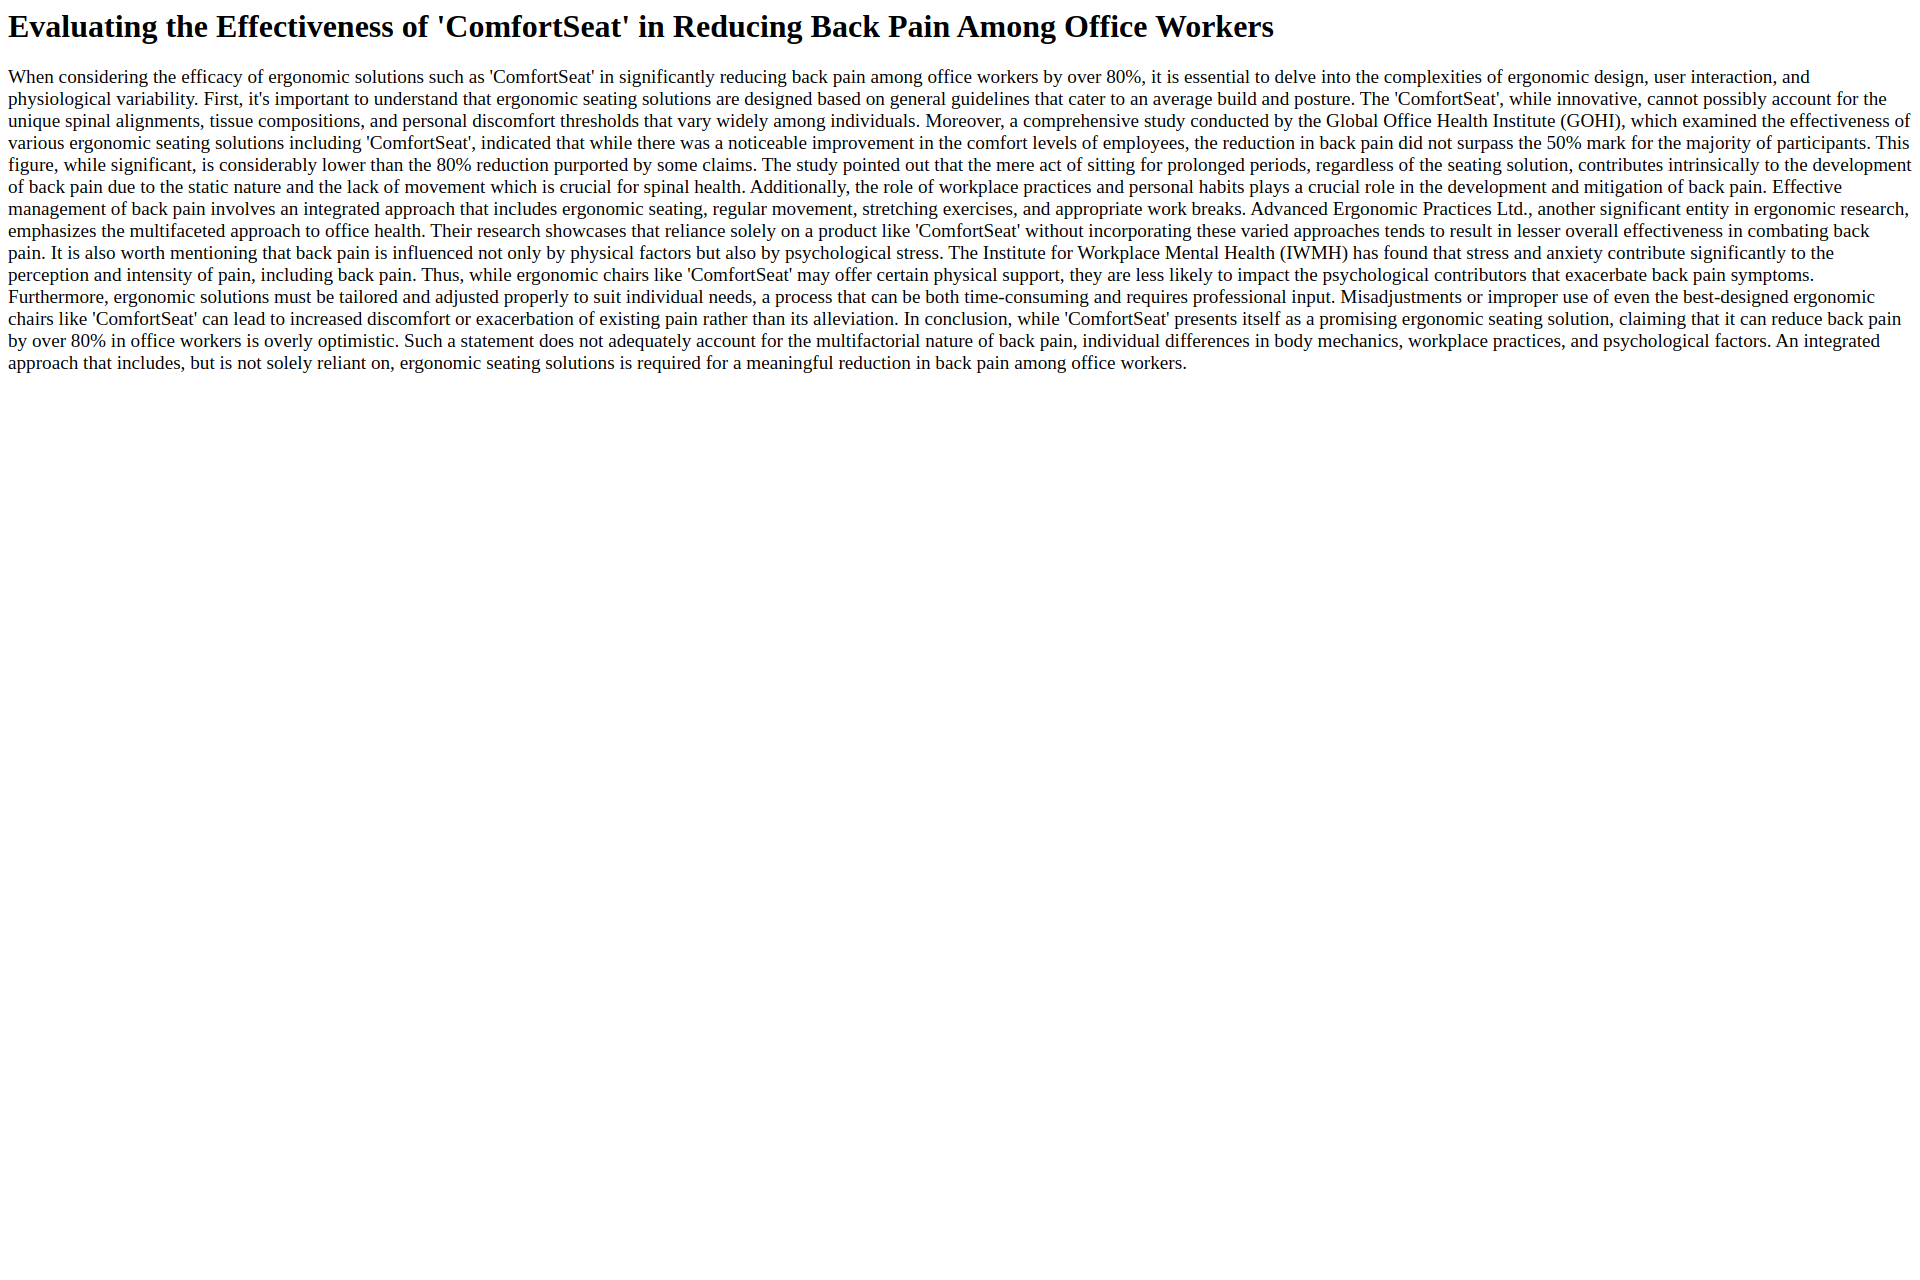 Evaluating the Effectiveness of 'ComfortSeat' in Reducing Back Pain Among Office Workers
When considering the efficacy of ergonomic solutions such as 'ComfortSeat' in significantly reducing back pain among office workers by over 80%, it is essential to delve into the complexities of ergonomic design, user interaction, and
physiological variability. First, it's important to understand that ergonomic seating solutions are designed based on general guidelines that cater to an average build and posture. The 'ComfortSeat', while innovative, cannot possibly account for the
unique spinal alignments, tissue compositions, and personal discomfort thresholds that vary widely among individuals. Moreover, a comprehensive study conducted by the Global Office Health Institute (GOHI), which examined the effectiveness of
various ergonomic seating solutions including 'ComfortSeat', indicated that while there was a noticeable improvement in the comfort levels of employees, the reduction in back pain did not surpass the 50% mark for the majority of participants. This
figure, while significant, is considerably lower than the 80% reduction purported by some claims. The study pointed out that the mere act of sitting for prolonged periods, regardless of the seating solution, contributes intrinsically to the development
of back pain due to the static nature and the lack of movement which is crucial for spinal health. Additionally, the role of workplace practices and personal habits plays a crucial role in the development and mitigation of back pain. Effective
management of back pain involves an integrated approach that includes ergonomic seating, regular movement, stretching exercises, and appropriate work breaks. Advanced Ergonomic Practices Ltd., another significant entity in ergonomic research,
emphasizes the multifaceted approach to office health. Their research showcases that reliance solely on a product like 'ComfortSeat' without incorporating these varied approaches tends to result in lesser overall effectiveness in combating back
pain. It is also worth mentioning that back pain is influenced not only by physical factors but also by psychological stress. The Institute for Workplace Mental Health (IWMH) has found that stress and anxiety contribute significantly to the
perception and intensity of pain, including back pain. Thus, while ergonomic chairs like 'ComfortSeat' may offer certain physical support, they are less likely to impact the psychological contributors that exacerbate back pain symptoms.
Furthermore, ergonomic solutions must be tailored and adjusted properly to suit individual needs, a process that can be both time-consuming and requires professional input. Misadjustments or improper use of even the best-designed ergonomic
chairs like 'ComfortSeat' can lead to increased discomfort or exacerbation of existing pain rather than its alleviation. In conclusion, while 'ComfortSeat' presents itself as a promising ergonomic seating solution, claiming that it can reduce back pain
by over 80% in office workers is overly optimistic. Such a statement does not adequately account for the multifactorial nature of back pain, individual differences in body mechanics, workplace practices, and psychological factors. An integrated
approach that includes, but is not solely reliant on, ergonomic seating solutions is required for a meaningful reduction in back pain among office workers.